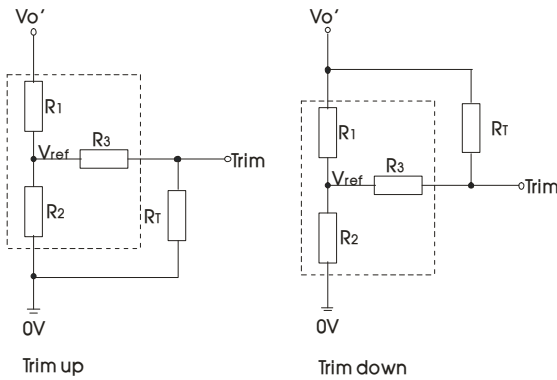 Vo’
R1
Vref
R3
Trim
R2
RT
0V
Trim up
Vo’
R1
RT
Vref
R3
Trim
R2
0V
Trim down